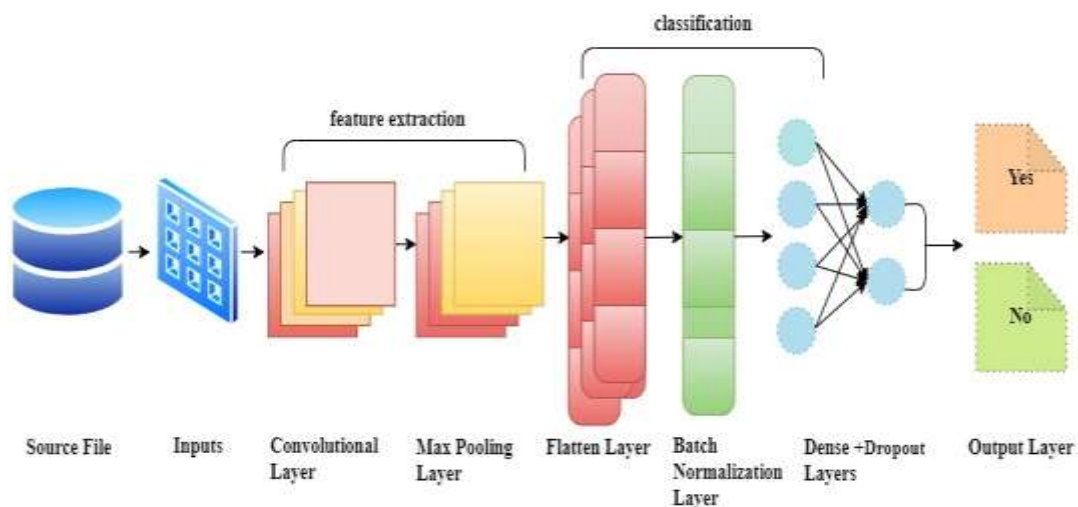 classification
feature extraction
Yes
No
Source File
Inputs
Convolutional
Layer
Max Pooling
Layer
Flatten Layer
Batch
Normalization
Layer
Dense +Dropout
Layers
Output Layer